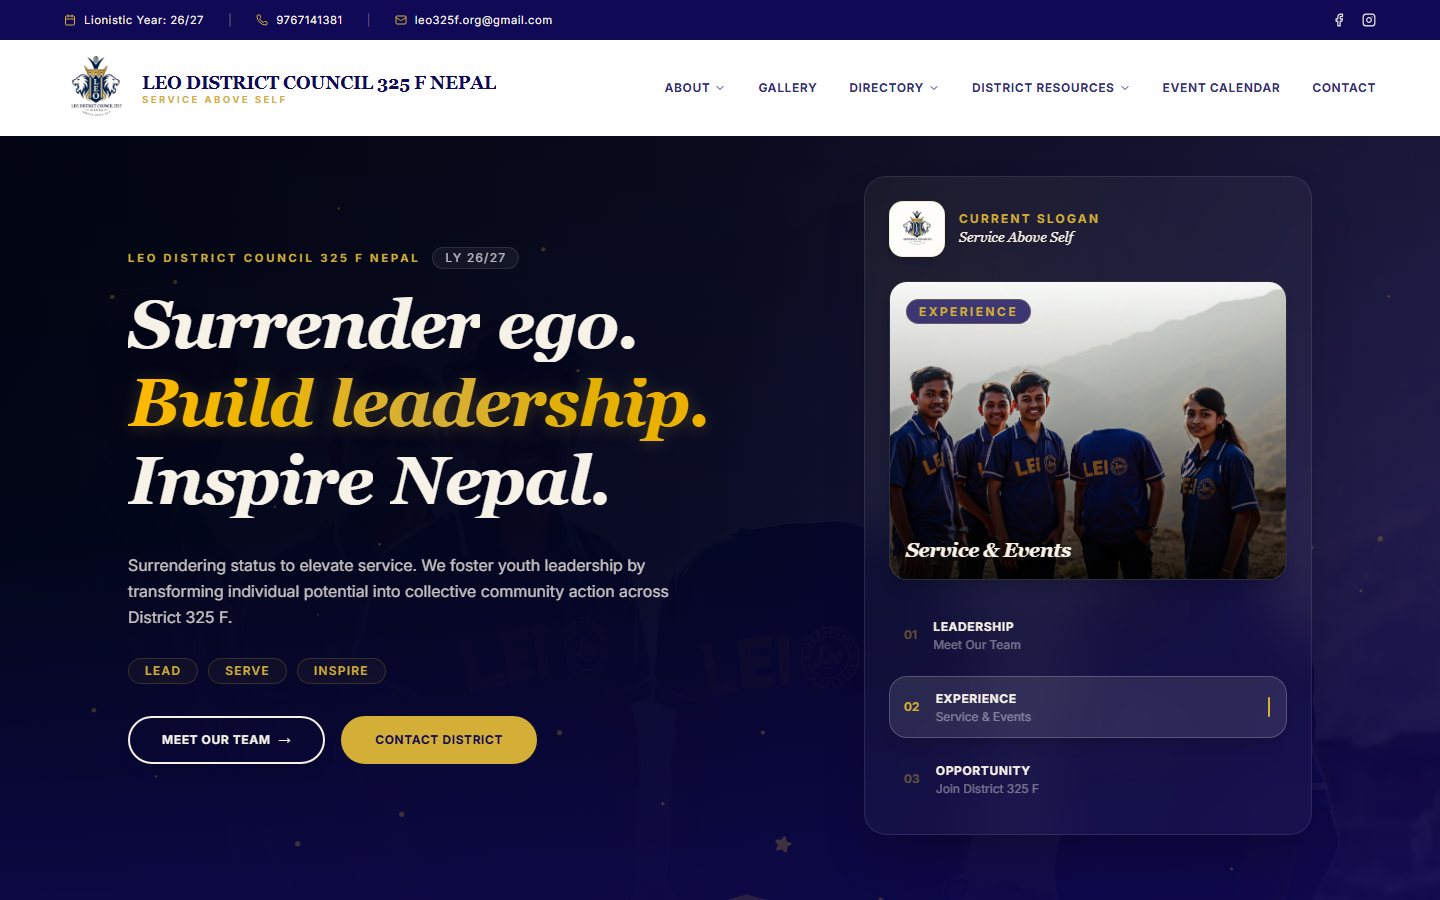 Lionistic Year: 26/27
9767141381
leo325f.org@gmail.com
LEO DISTRICT COUNCIL 325 F NEPAL
SERVICE ABOVE SELF
ABOUT
GALLERY
DIRECTORY
DISTRICT RESOURCES
EVENT CALENDAR
CONTACT
LEO DISTRICT COUNCIL 325 F NEPAL
LY 26/27
Surrender ego.
Build leadership.
Inspire Nepal.
Surrendering status to elevate service. We foster youth leadership by
transforming individual potential into collective community action across
District 325 F.
LEAD
SERVE
INSPIRE
MEET OUR TEAM →
CONTACT DISTRICT
CURRENT SLOGAN
Service Above Self
EXPERIENCE
LEI
LEI
Service & Events
01
LEADERSHIP
Meet Our Team
02
EXPERIENCE
Service & Events
03
OPPORTUNITY
Join District 325 F